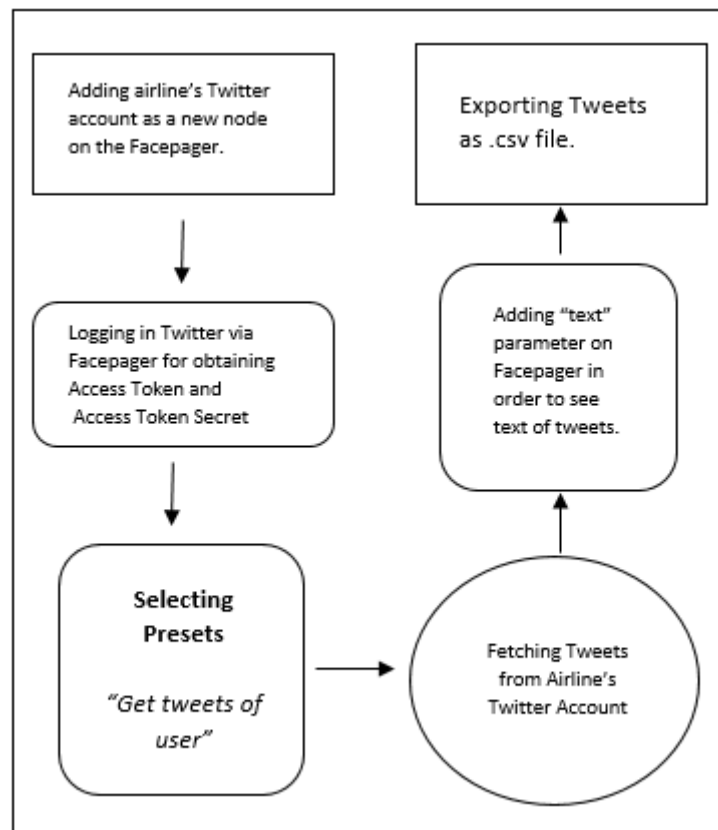 Adding airline's Twitter
account as a new node
on the Facepager.
Logging in Twitter via
Facepager for obtaining
Access Token and
Access Token Secret
Selecting
Presets
“Get tweets of
user”
Fetching Tweets
from Airline's
Twitter Account
Adding “text”
parameter on
Facepager in
order to see
text of tweets.
Exporting Tweets
as .csv file.